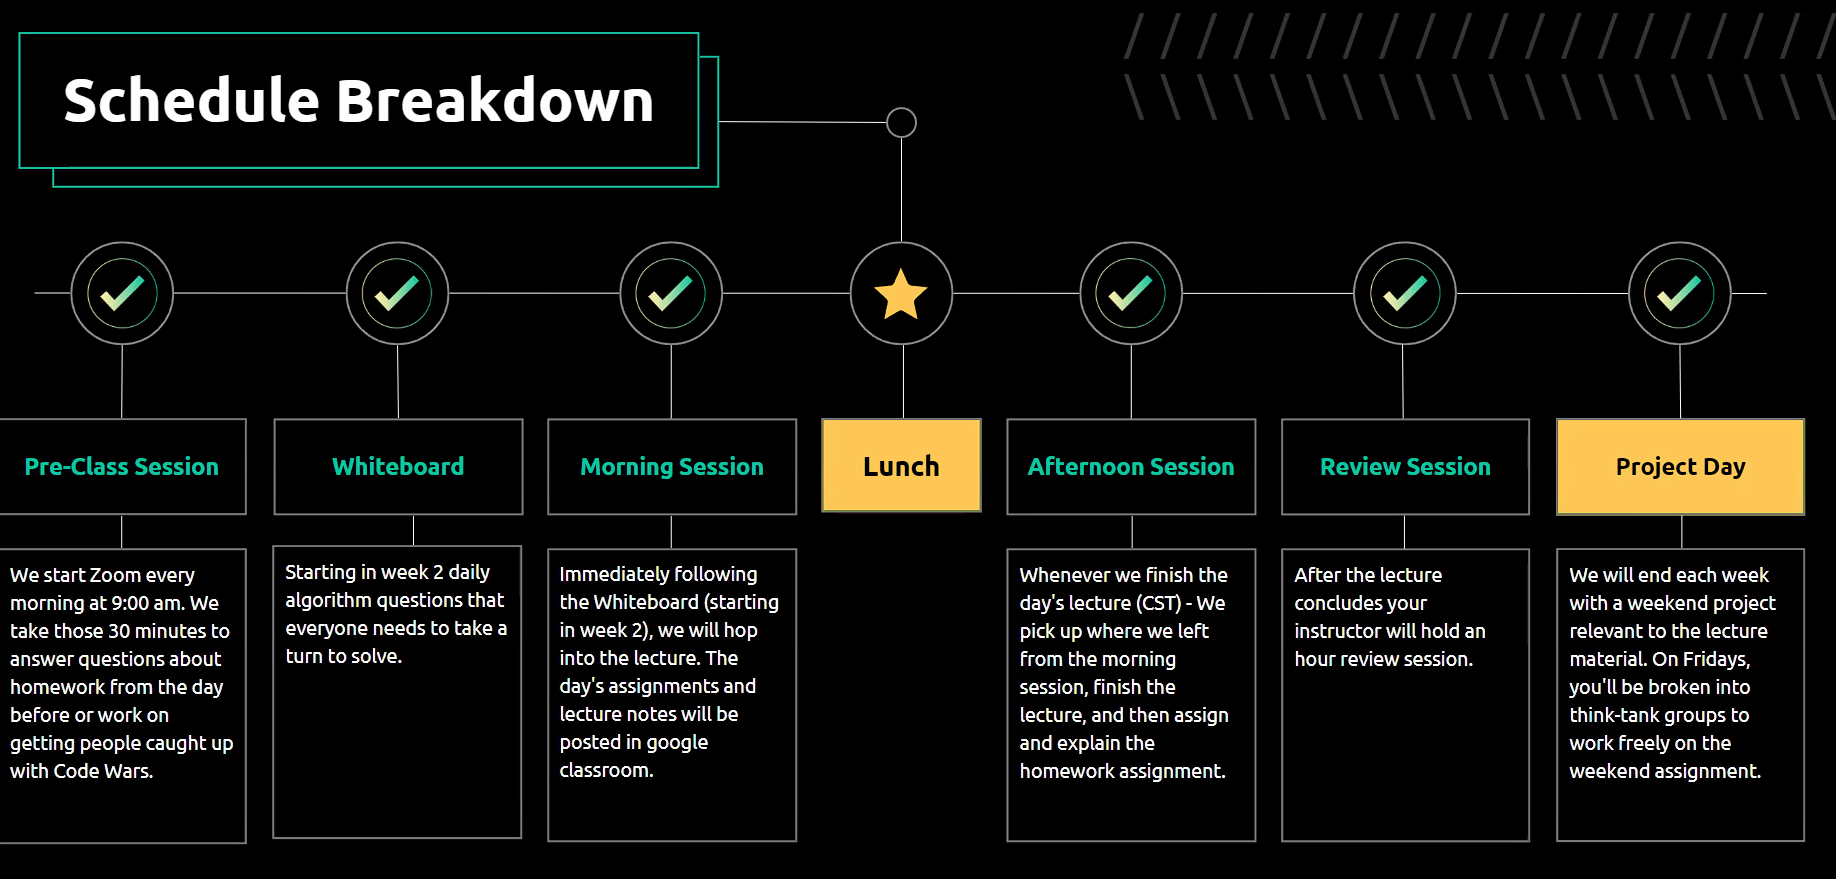 Schedule Breakdown
Pre-Class Session
We start Zoom every
morning at 9:00 am. We
take those 30 minutes to
answer questions about
homework from the day
before or work on
getting people caught up
with Code Wars.
Whiteboard
Starting in week 2 daily
algorithm questions that
everyone needs to take a
turn to solve.
Morning Session
Immediately following
the Whiteboard (starting
in week 2), we will hop
into the lecture. The
day's assignments and
lecture notes will be
posted in google
classroom.
Lunch
Afternoon Session
Whenever we finish the
day's lecture (CST) - We
pick up where we left
from the morning
session, finish the
lecture, and then assign
and explain the
homework assignment.
Review Session
After the lecture
concludes your
instructor will hold an
hour review session.
Project Day
We will end each week
with a weekend project
relevant to the lecture
material. On Fridays,
you'll be broken into
think-tank groups to
work freely on the
weekend assignment.